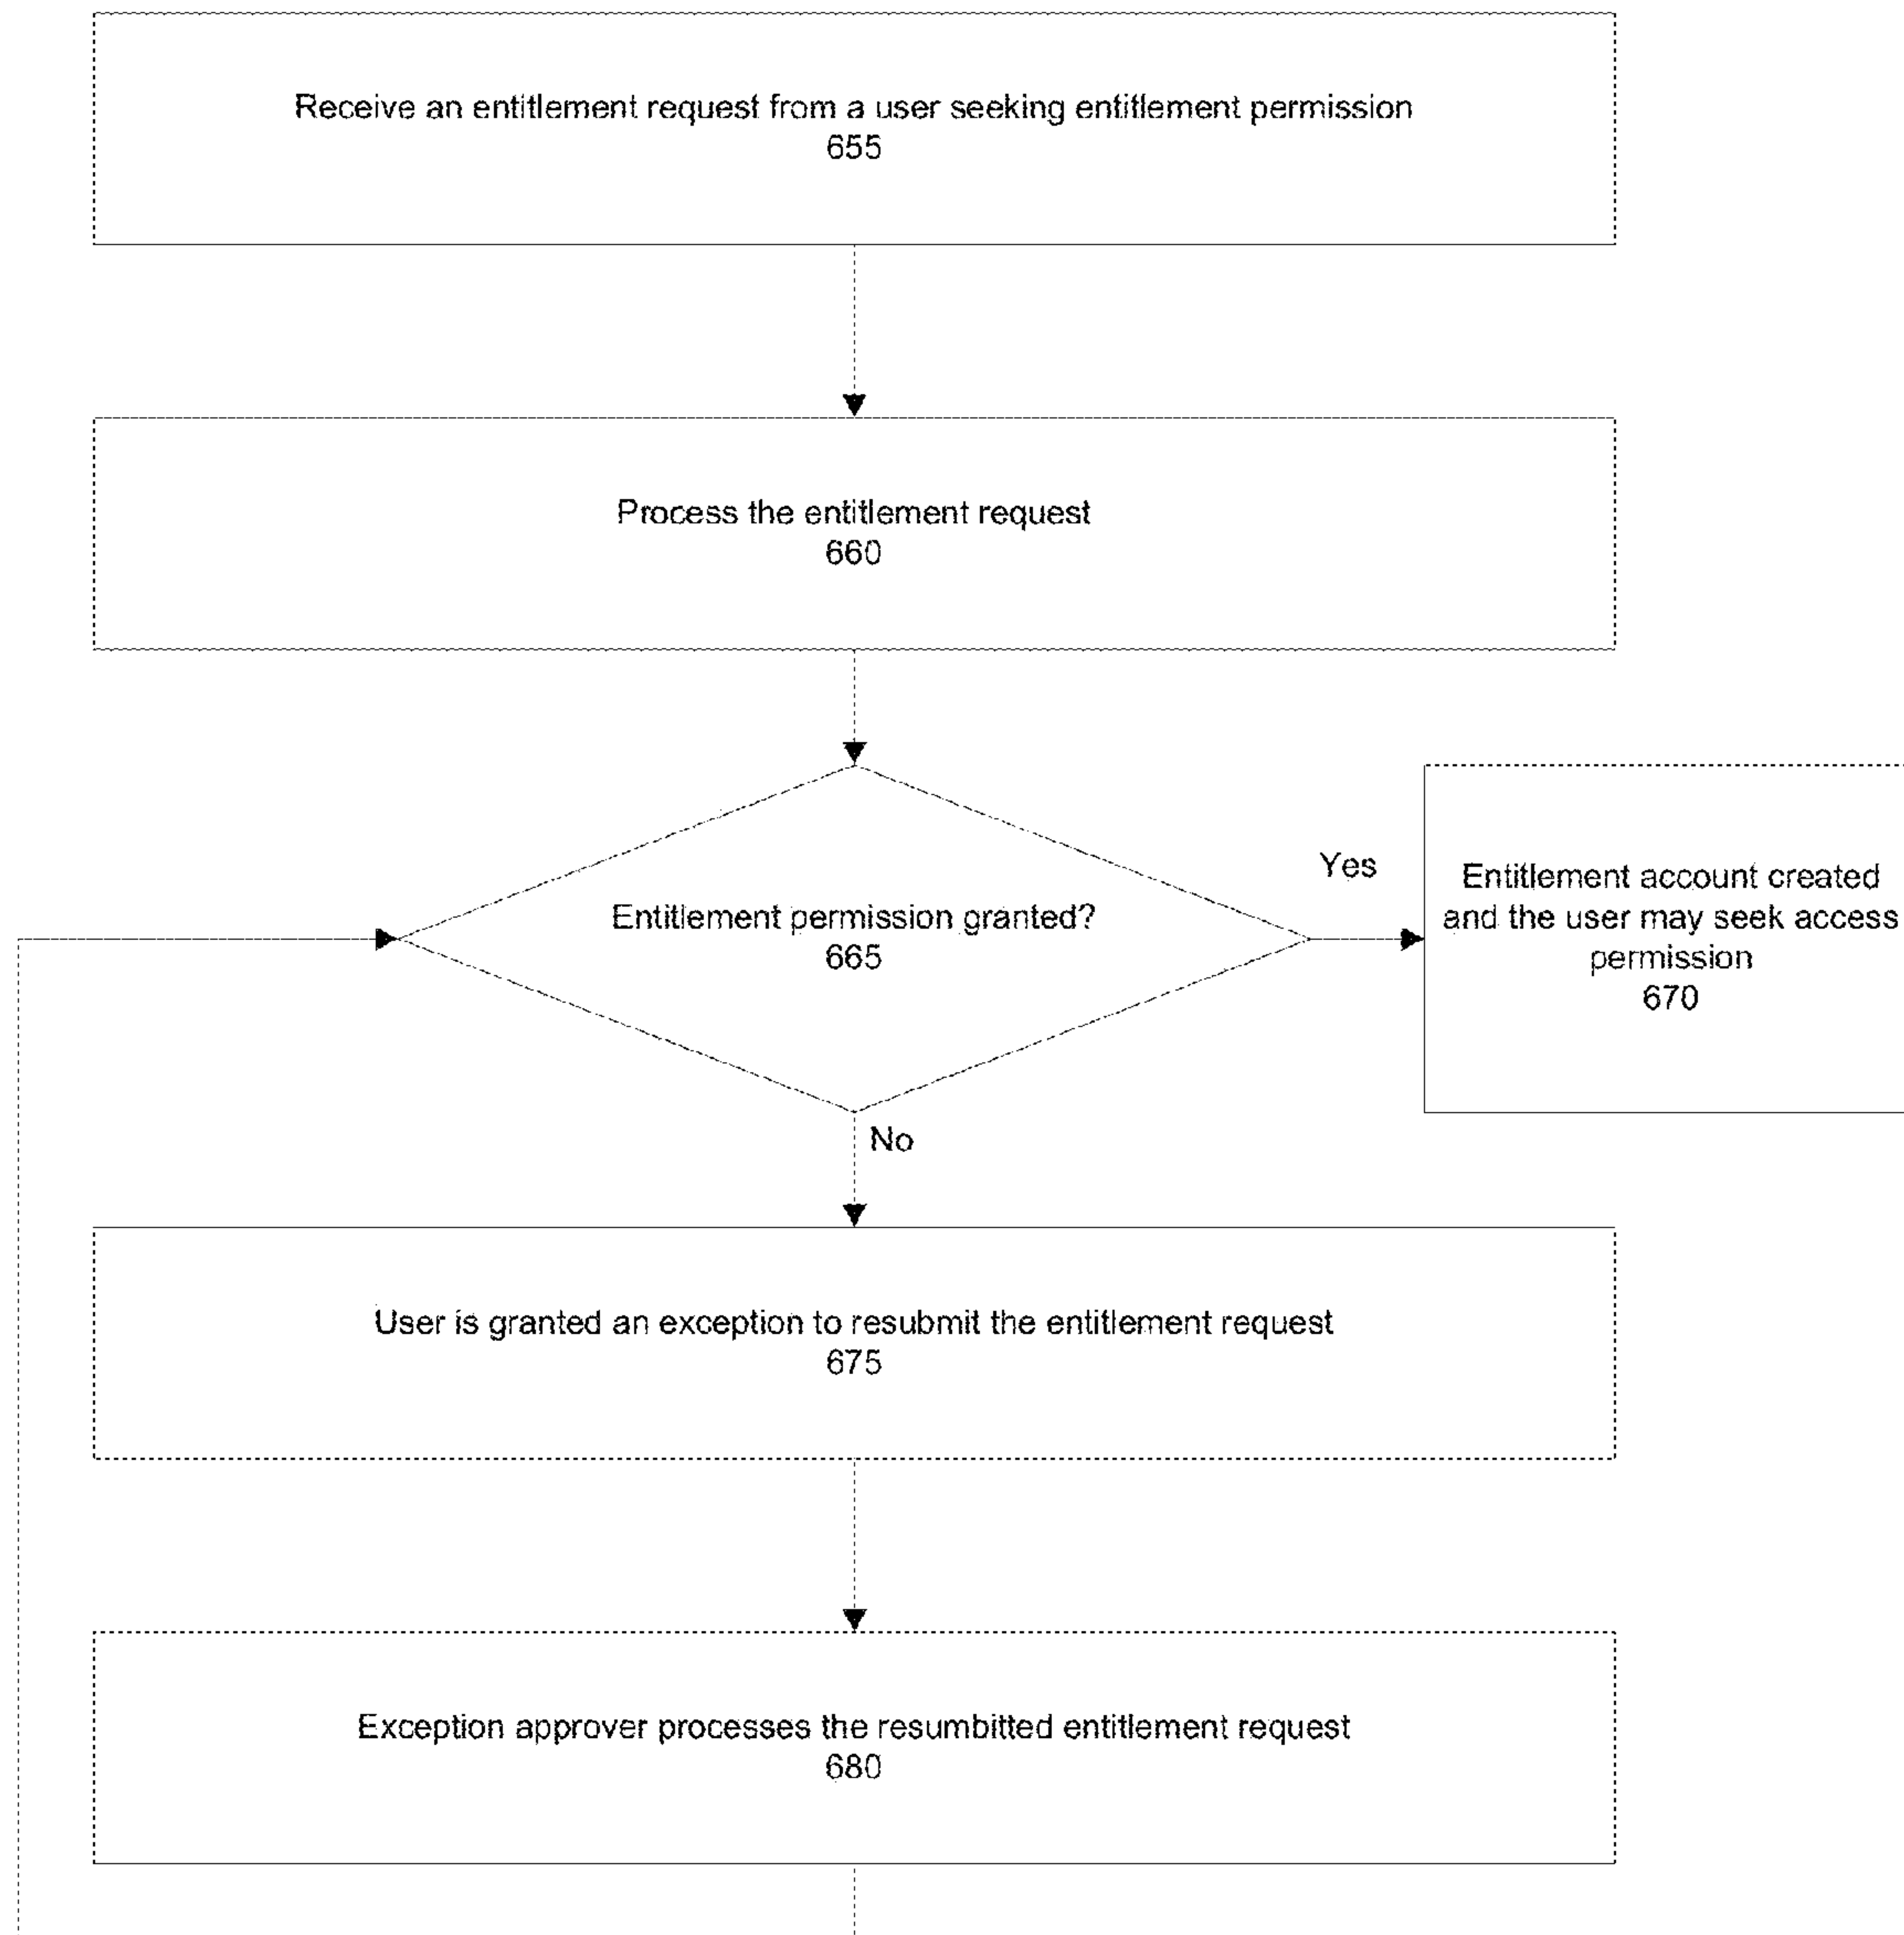 Receive an entitlement request from a user seeking entitlement permission
655
Process the entitlement request
660
Entitlement permission granted?
665
Yes
Entitlement account created
and the user may seek access
permission
670
No
User is granted an exception to resubmit the entitlement request
675
Exception approver processes the resumbitted entitlement request
680